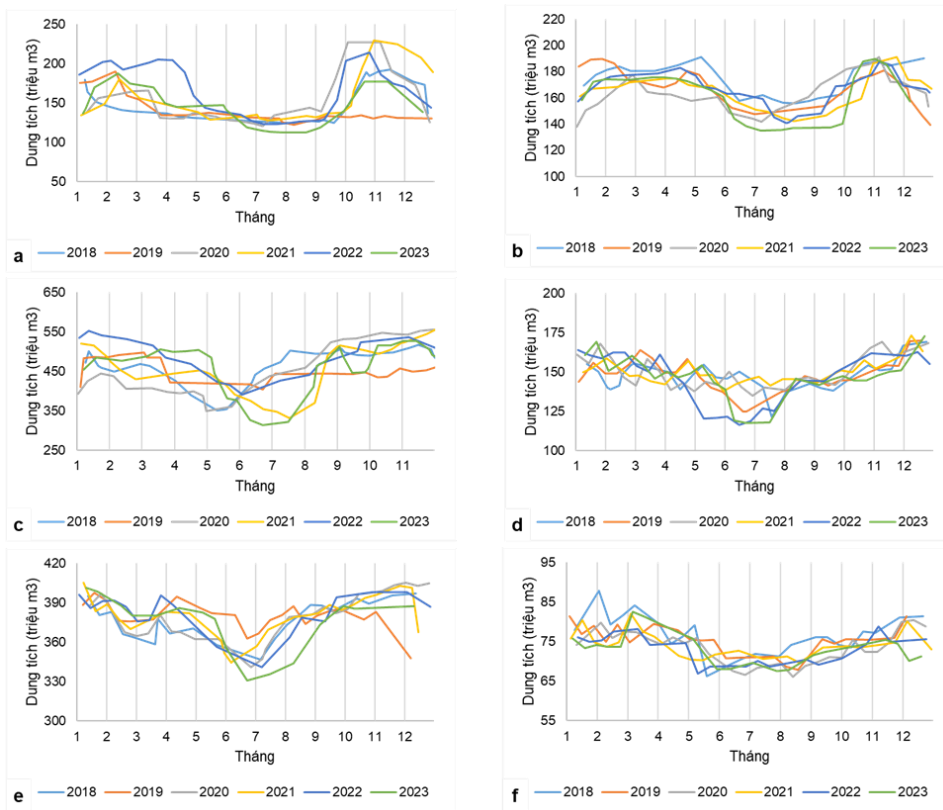 Dung tích (triệu m3)
250
200
150
100
50
1 2 3 4 5 6 7 8 9 10 11 12
Tháng
a 2018 2019 2020 2021 2022 2023
Dung tích (triệu m3)
220
200
180
160
140
120
100
1 2 3 4 5 6 7 8 9 10 11 12
Tháng
b 2018 2019 2020 2021 2022 2023
Dung tích (triệu m3)
650
550
450
350
250
1 2 3 4 5 6 7 8 9 10 11
Tháng
c 2018 2019 2020 2021 2022 2023
Dung tích (triệu m3)
200
175
150
125
100
1 2 3 4 5 6 7 8 9 10 11 12
Tháng
d 2018 2019 2020 2021 2022 2023
Dung tích (triệu m3)
420
390
360
330
300
1 2 3 4 5 6 7 8 9 10 11 12
Tháng
e 2018 2019 2020 2021 2022 2023
Dung tích (triệu m3)
95
85
75
65
55
1 2 3 4 5 6 7 8 9 10 11 12
Tháng
f 2018 2019 2020 2021 2022 2023